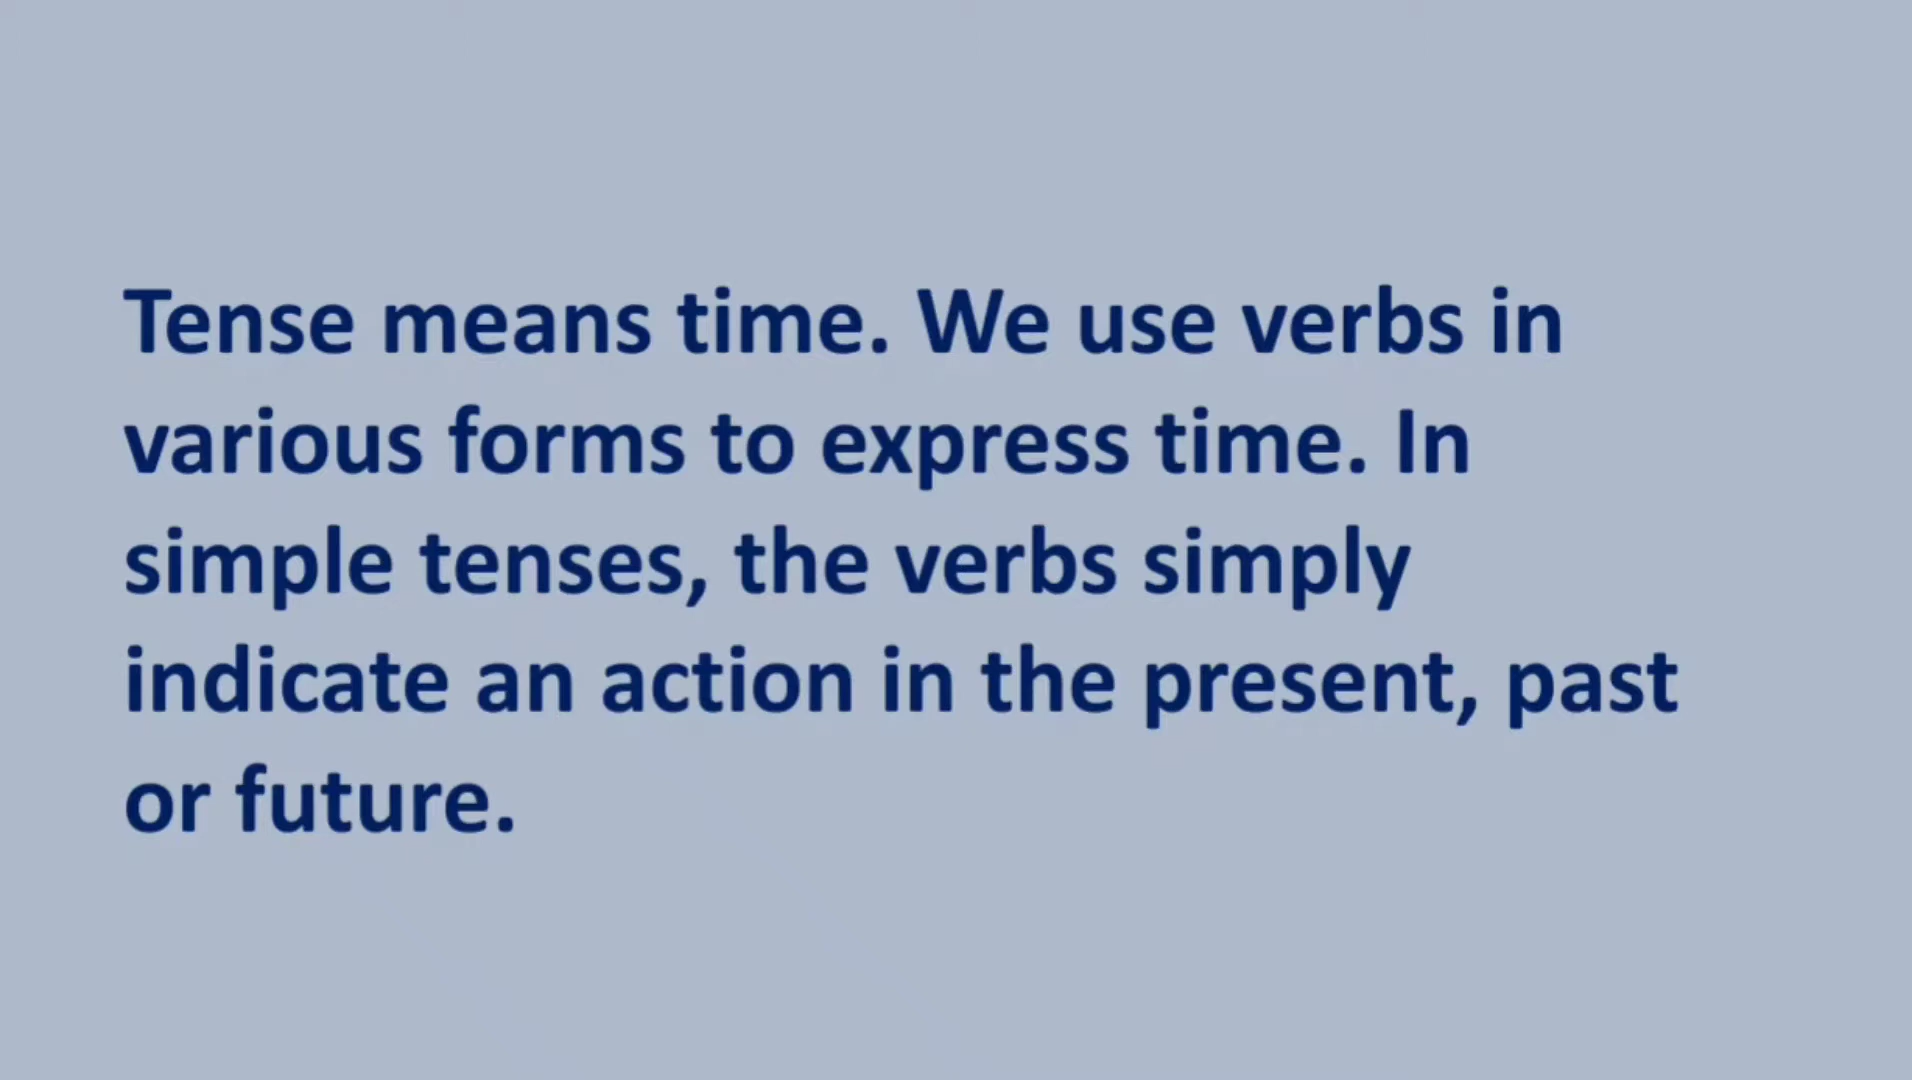 Tense means time. We use verbs in
various forms to express time. In
simple tenses, the verbs simply
indicate an action in the present, past
or future.